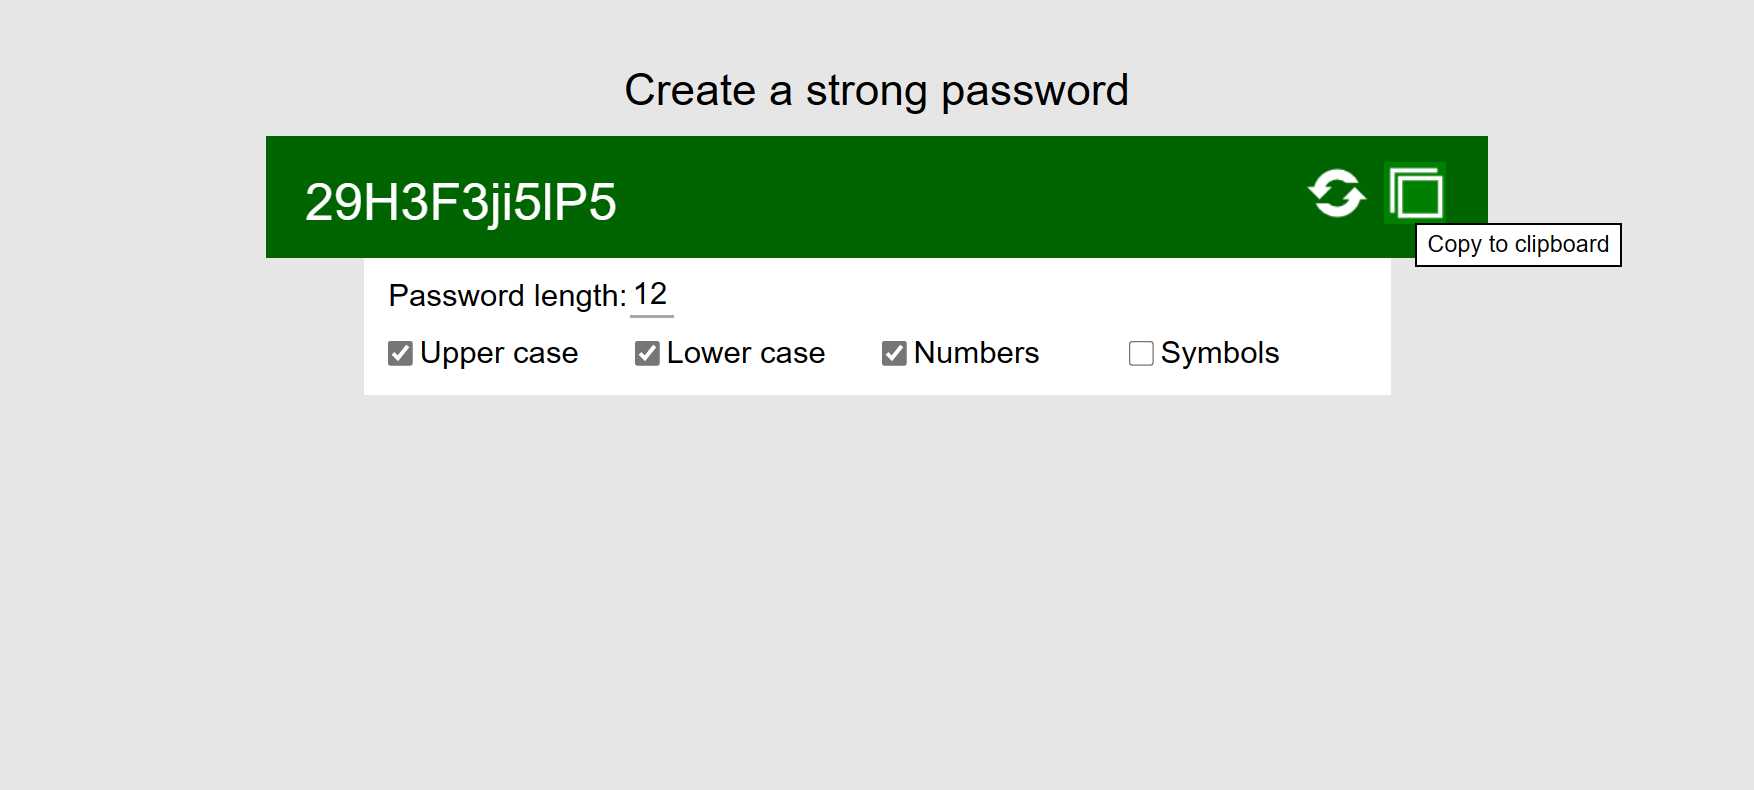 Create a strong password
29H3F3ji5lP5
Copy to clipboard
Password length: 12
Upper case Lower case Numbers Symbols